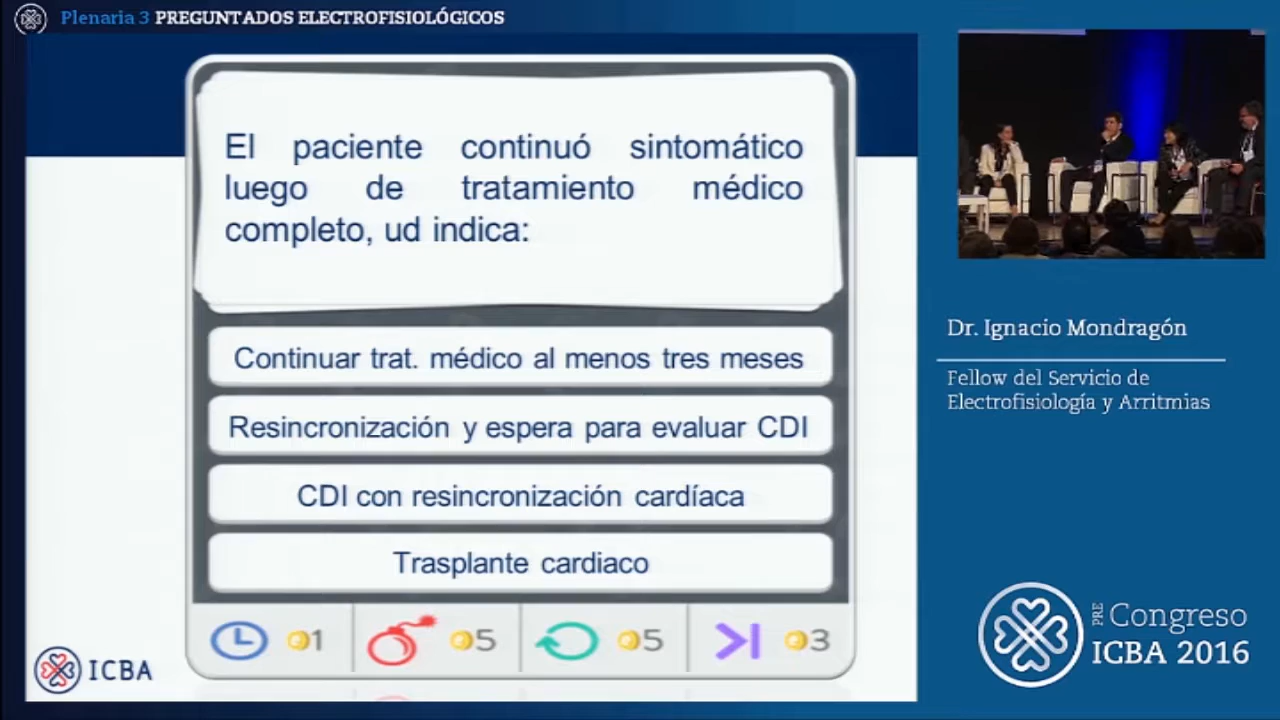 Plenaria 3 PREGUNTADOS ELECTROFISIOLÓGICOS
El paciente continuó sintomático
luego de tratamiento médico
completo, ud indica:
Continuar trat. médico al menos tres meses
Resincronización y espera para evaluar CDI
CDI con resincronización cardíaca
Trasplante cardiaco
1
5
5
3
ICBA
Dr. Ignacio Mondragón
Fellow del Servicio de
Electrofisiología y Arritmias
PRE Congreso
ICBA 2016